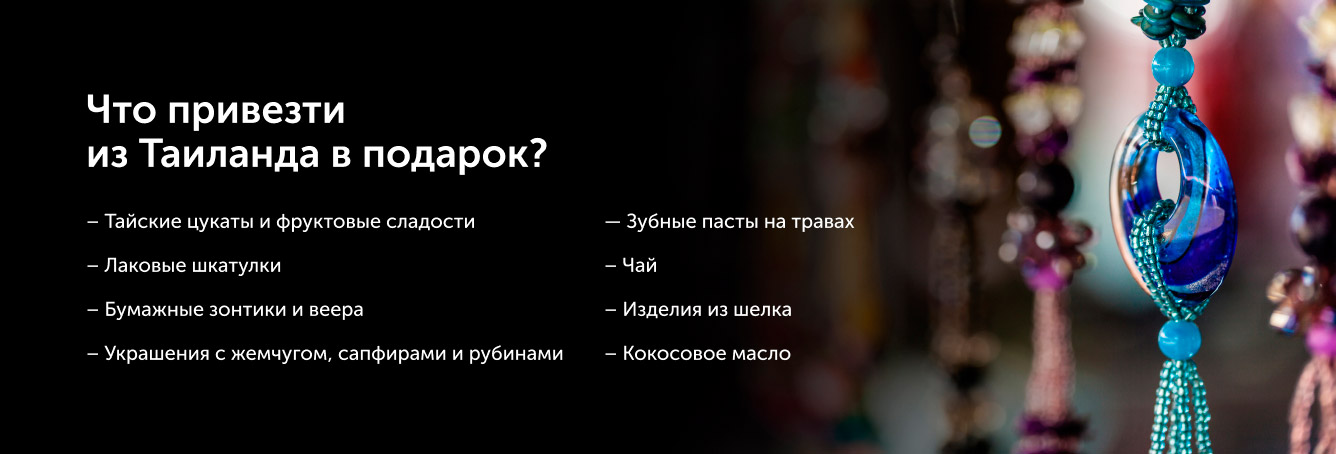 Что привезти
из Таиланда в подарок?
– Тайские цукаты и фруктовые сладости
– Лаковые шкатулки
– Бумажные зонтики и веера
– Украшения с жемчугом, сапфирами и рубинами
— Зубные пасты на травах
– Чай
– Изделия из шелка
– Кокосовое масло